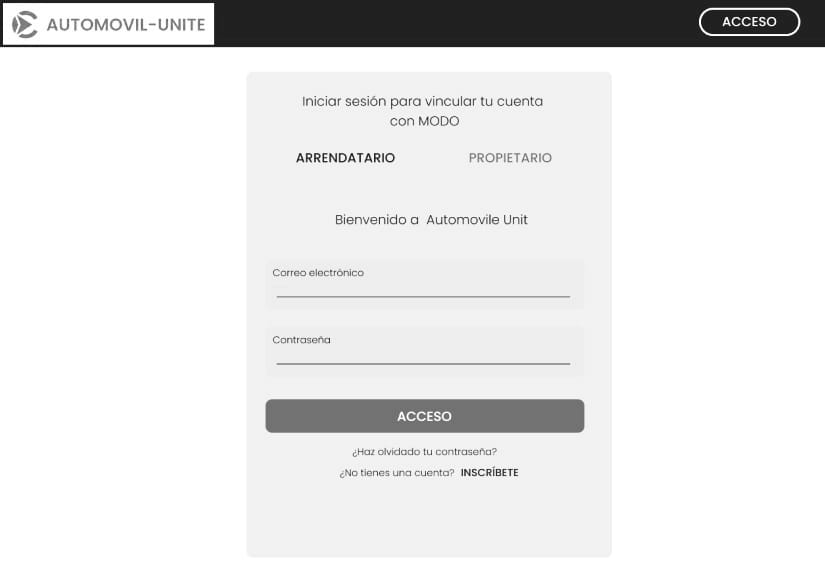 AUTOMOVIL-UNITE
ACCESO
Iniciar sesión para vincular tu cuenta
con MODO
ARRENDATARIO
PROPIETARIO
Bienvenido a Automovile Unit
Correo electrónico
Contraseña
ACCESO
¿Haz olvidado tu contraseña?
¿No tienes una cuenta? INSCRÍBETE